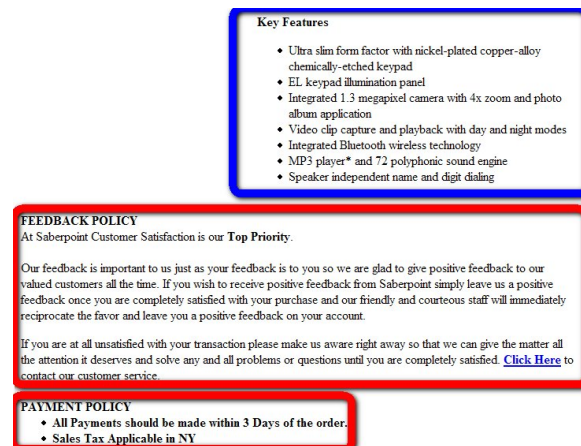 Key Features
• Ultra slim form factor with nickel-plated copper-alloy
chemically-etched keypad
• EL keypad illumination panel
• Integrated 1.3 megapixel camera with 4x zoom and photo
album application
• Video clip capture and playback with day and night modes
• Integrated Bluetooth wireless technology
• MP3 player* and 72 polyphonic sound engine
• Speaker independent name and digit dialing
FEEDBACK POLICY
At Saberpoint Customer Satisfaction is our Top Priority.
Our feedback is important to us just as your feedback is to you so we are glad to give positive feedback to our
valued customers all the time. If you wish to receive positive feedback from Saberpoint simply leave us a positive
feedback once you are completely satisfied with your purchase and our friendly and courteous staff will immediately
reciprocate the favor and leave you a positive feedback on your account.
If you are at all unsatisfied with your transaction please make us aware right away so that we can give the matter all
the attention it deserves and solve any and all problems or questions until you are completely satisfied. Click Here to
contact our customer service.
PAYMENT POLICY
• All Payments should be made within 3 Days of the order.
• Sales Tax Applicable in NY